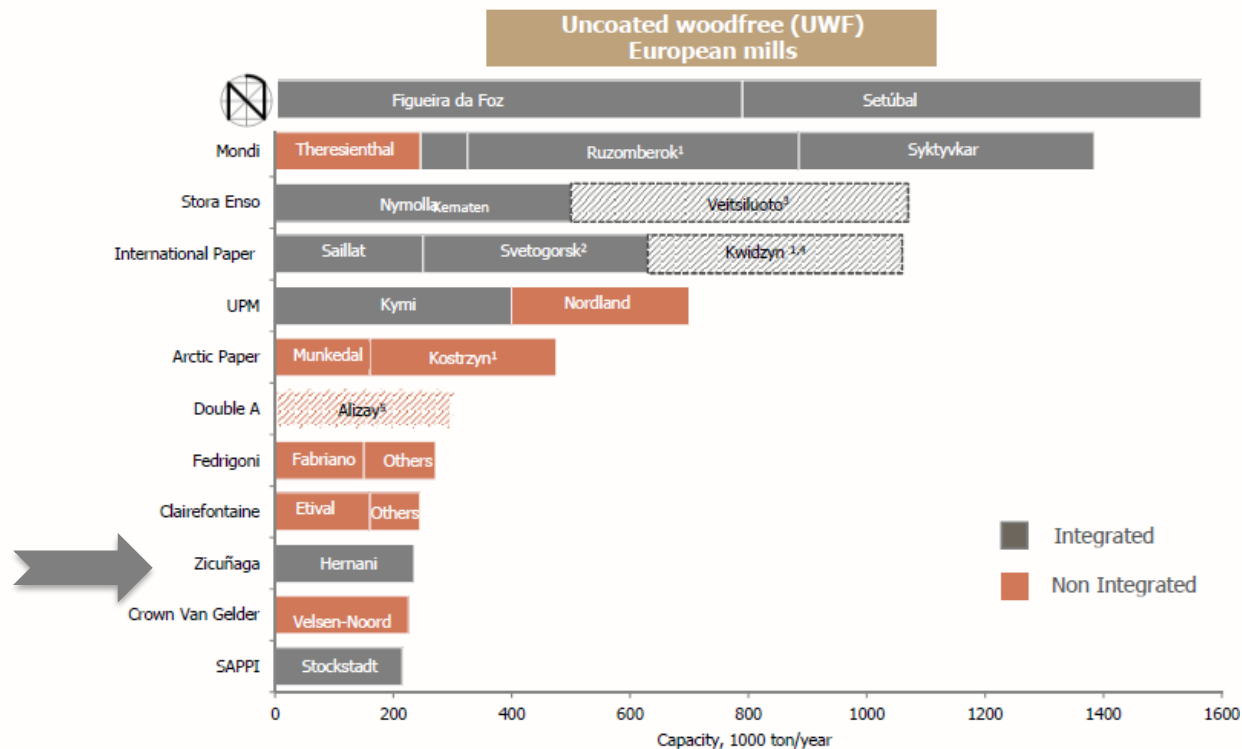 Uncoated woodfree (UWF)
European mills
Figueira da Foz Setúbal
Mondi Theresienthal Ruzomberok¹ Syktyvkar
Stora Enso Nymolla Kematen Veitsiluoto³
International Paper Saillat Svetogorsk² Kwidzyn ¹,⁴
UPM Kymi Nordland
Arctic Paper Munkedal Kostrzyn¹
Double A Alizay⁵
Fedrigoni Fabriano Others
Clairefontaine Etival Others
Zicuñaga Hernani
Crown Van Gelder Velsen-Noord
SAPPI Stockstadt
Integrated
Non Integrated
0 200 400 600 800 1000 1200 1400 1600
Capacity, 1000 ton/year